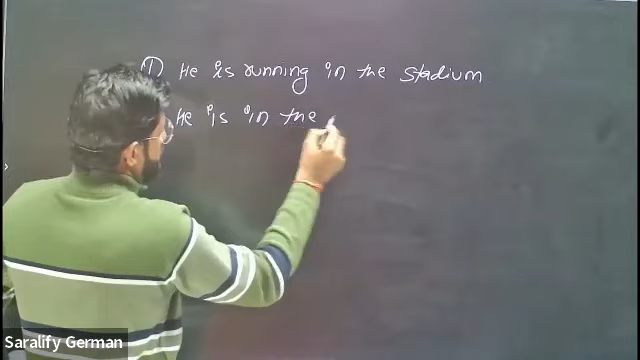 ① He is running in the stadium
He is in the
Saralify German